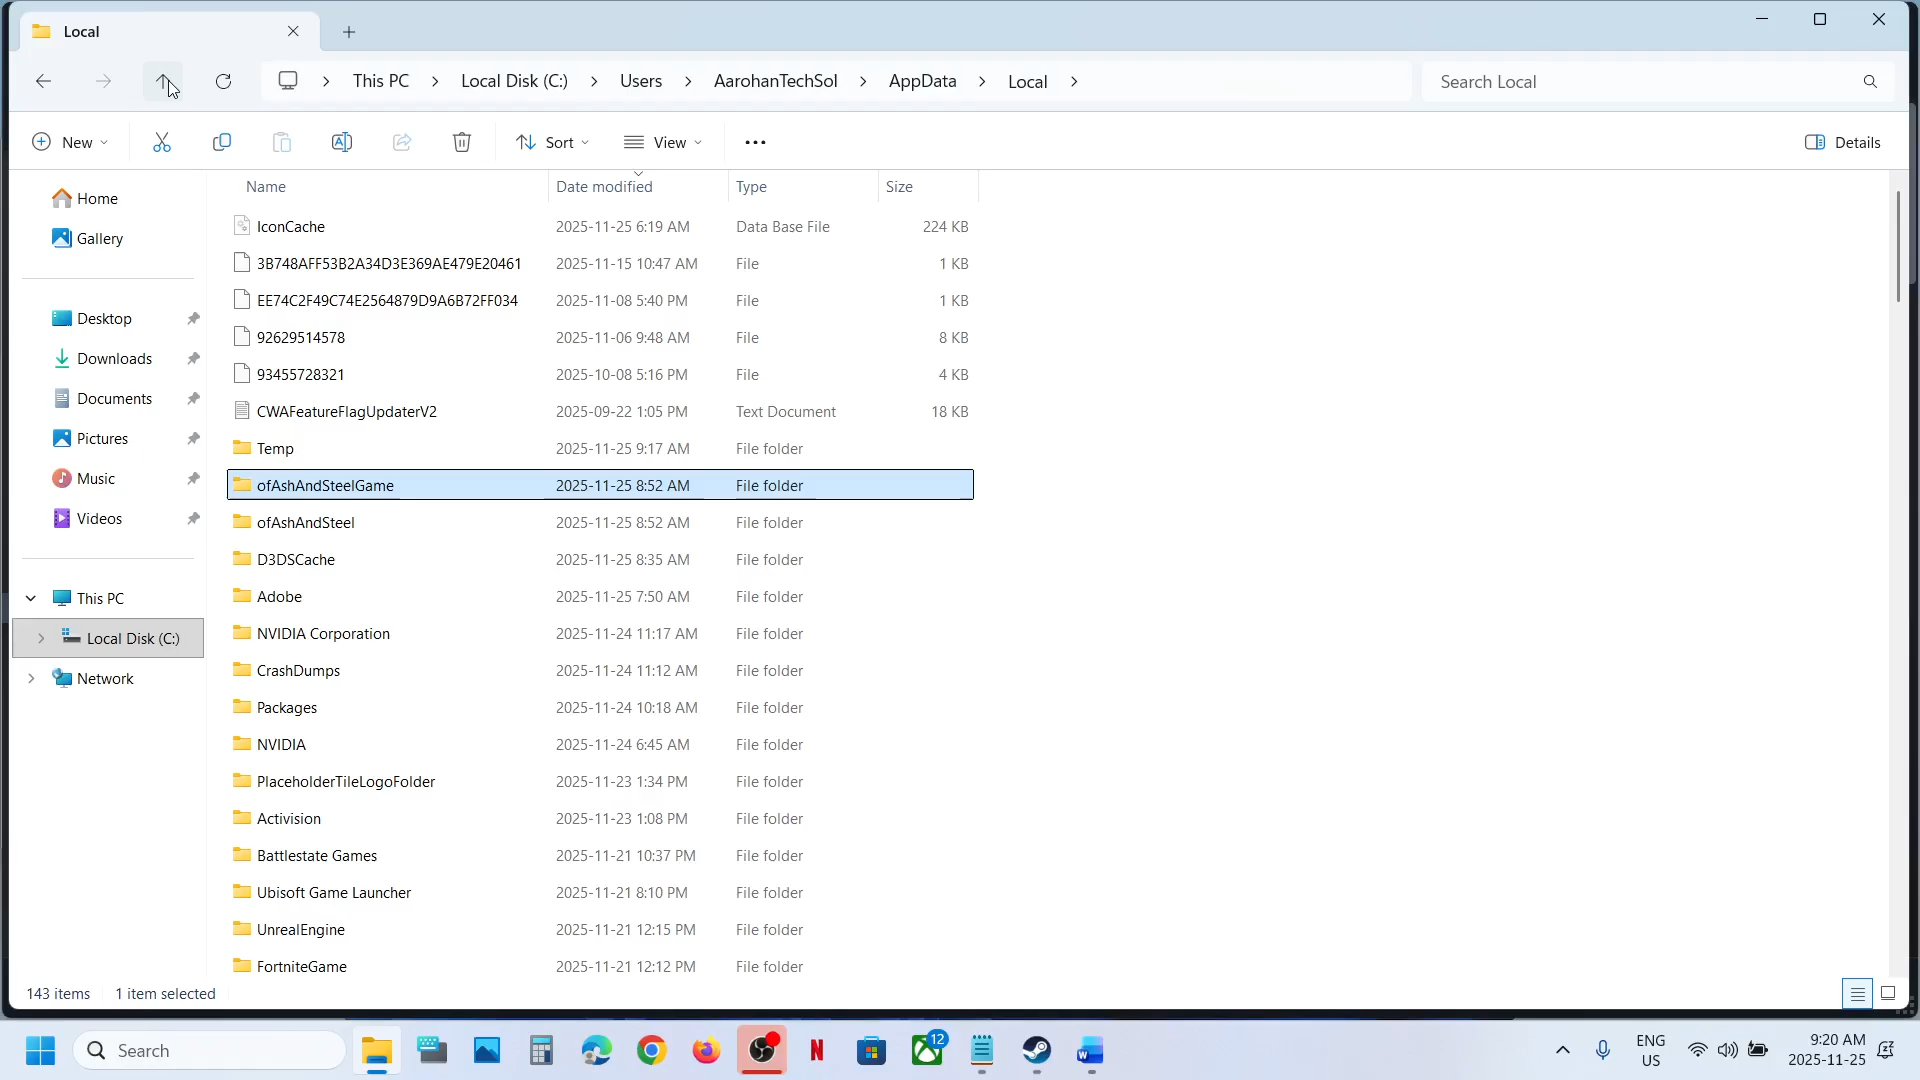 Local
This PC
Local Disk (C:)
Users
AarohanTechSol
AppData
Local
Search Local
New
Sort
View
Details
Name
Date modified
Type
Size
Home
Gallery
Desktop
Downloads
Documents
Pictures
Music
Videos
This PC
Local Disk (C:)
Network
IconCache 2025-11-25 6:19 AM Data Base File 224 KB
3B748AFF53B2A34D3E369AE479E20461 2025-11-15 10:47 AM File 1 KB
EE74C2F49C74E2564879D9A6B72FF034 2025-11-08 5:40 PM File 1 KB
92629514578 2025-11-06 9:48 AM File 8 KB
93455728321 2025-10-08 5:16 PM File 4 KB
CWAFeatureFlagUpdaterV2 2025-09-22 1:05 PM Text Document 18 KB
Temp 2025-11-25 9:17 AM File folder
ofAshAndSteelGame 2025-11-25 8:52 AM File folder
ofAshAndSteel 2025-11-25 8:52 AM File folder
D3DSCache 2025-11-25 8:35 AM File folder
Adobe 2025-11-25 7:50 AM File folder
NVIDIA Corporation 2025-11-24 11:17 AM File folder
CrashDumps 2025-11-24 11:12 AM File folder
Packages 2025-11-24 10:18 AM File folder
NVIDIA 2025-11-24 6:45 AM File folder
PlaceholderTileLogoFolder 2025-11-23 1:34 PM File folder
Activision 2025-11-23 1:08 PM File folder
Battlestate Games 2025-11-21 10:37 PM File folder
Ubisoft Game Launcher 2025-11-21 8:10 PM File folder
UnrealEngine 2025-11-21 12:15 PM File folder
FortniteGame 2025-11-21 12:12 PM File folder
143 items 1 item selected
Search
12
ENG
US
9:20 AM
2025-11-25